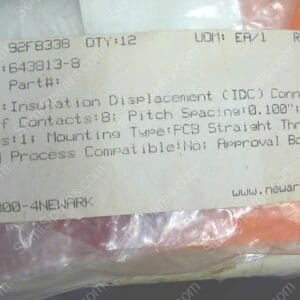 92F8338 QTY:12 UOM: EA/1 R
:643813-8
Part#:
:Insulation Displacement (IDC) Conn
f Contacts:8; Pitch Spacing:0.100";
s:1; Mounting Type:PCB Straight Thr
Process Compatible:No; Approval Bo
000-4NEWARK www.newar